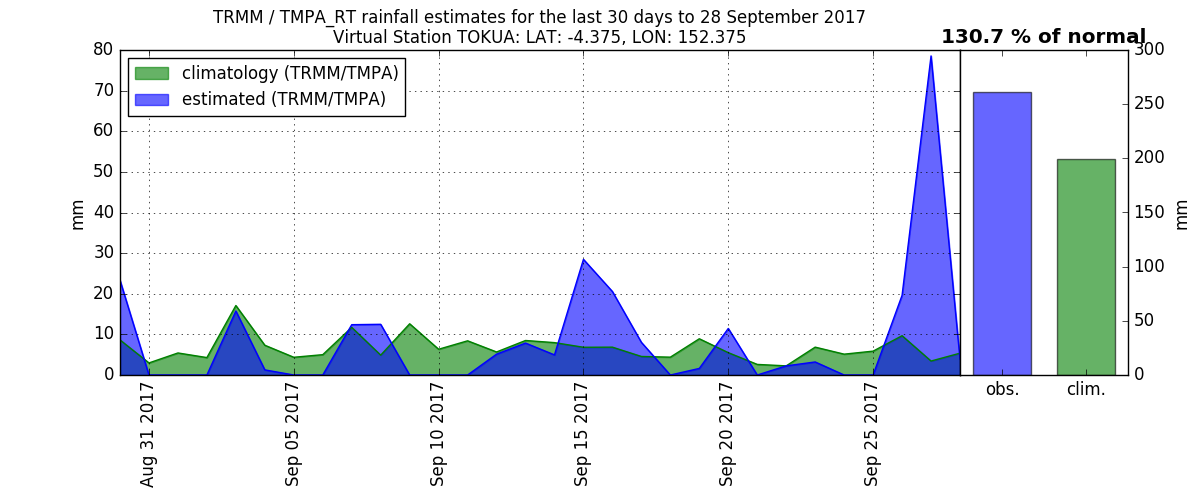 TRMM / TMPA_RT rainfall estimates for the last 30 days to 28 September 2017
Virtual Station TOKUA: LAT: -4.375, LON: 152.375
130.7 % of normal
climatology (TRMM/TMPA)
estimated (TRMM/TMPA)
80
70
60
50
40
30
20
10
0
mm
Aug 31 2017
Sep 05 2017
Sep 10 2017
Sep 15 2017
Sep 20 2017
Sep 25 2017
300
250
200
150
100
50
0
mm
obs.
clim.